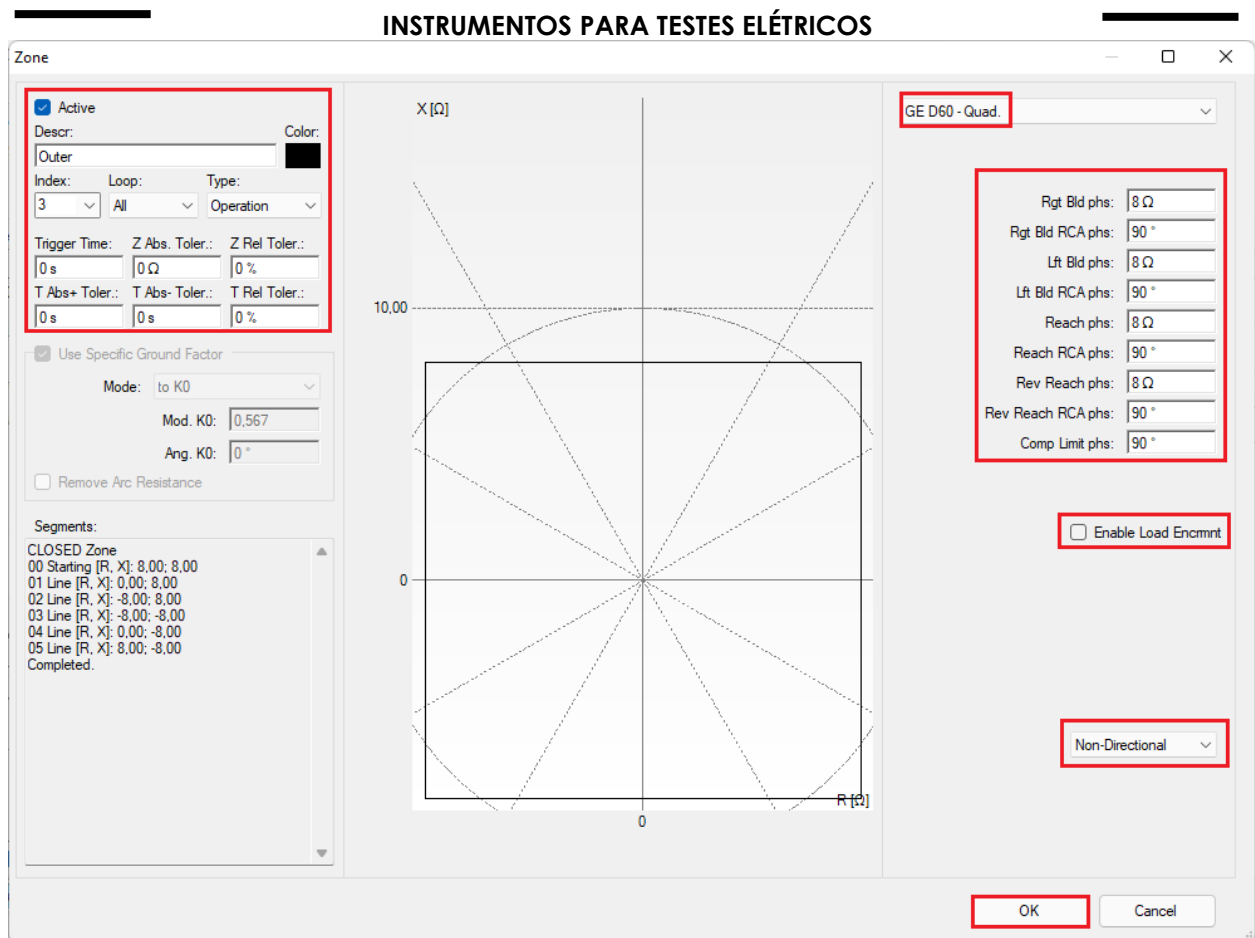 INSTRUMENTOS PARA TESTES ELÉTRICOS
Zone
Active
Descr: Color:
Outer
Index: Loop: Type:
3 All Operation
Trigger Time: Z Abs. Toler.: Z Rel Toler.:
0 s 0 Ω 0 %
T Abs+ Toler.: T Abs- Toler.: T Rel Toler.:
0 s 0 s 0 %
Use Specific Ground Factor
Mode: to K0
Mod. K0: 0,567
Ang. K0: 0 °
Remove Arc Resistance
Segments:
CLOSED Zone
00 Starting [R, X]: 8,00; 8,00
01 Line [R, X]: 0,00; 8,00
02 Line [R, X]: -8,00; 8,00
03 Line [R, X]: -8,00; -8,00
04 Line [R, X]: 0,00; -8,00
05 Line [R, X]: 8,00; -8,00
Completed.
X [Ω]
10,00
0
R [Ω]
0
GE D60 - Quad.
Rgt Bld phs: 8 Ω
Rgt Bld RCA phs: 90 °
Lft Bld phs: 8 Ω
Lft Bld RCA phs: 90 °
Reach phs: 8 Ω
Reach RCA phs: 90 °
Rev Reach phs: 8 Ω
Rev Reach RCA phs: 90 °
Comp Limit phs: 90 °
Enable Load Encrmnt
Non-Directional
OK Cancel